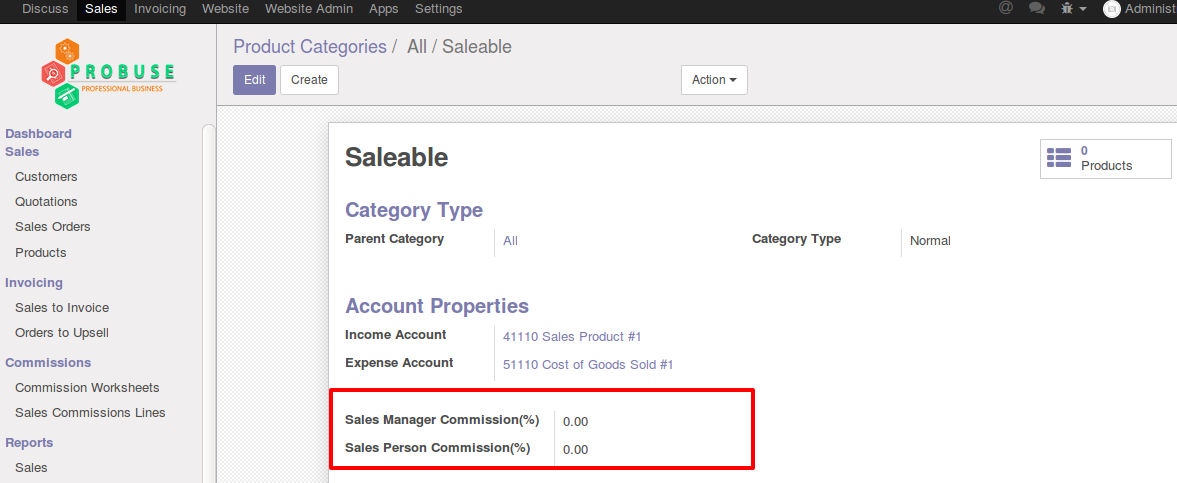 Discuss Sales Invoicing Website Website Admin Apps Settings @ Administ
PROBUSE
PROFESSIONAL BUSINESS
Product Categories / All / Saleable
Edit Create Action
Dashboard
Sales
Customers
Quotations
Sales Orders
Products
Invoicing
Sales to Invoice
Orders to Upsell
Commissions
Commission Worksheets
Sales Commissions Lines
Reports
Sales
Saleable
0
Products
Category Type
Parent Category All Category Type Normal
Account Properties
Income Account 41110 Sales Product #1
Expense Account 51110 Cost of Goods Sold #1
Sales Manager Commission(%) 0.00
Sales Person Commission(%) 0.00